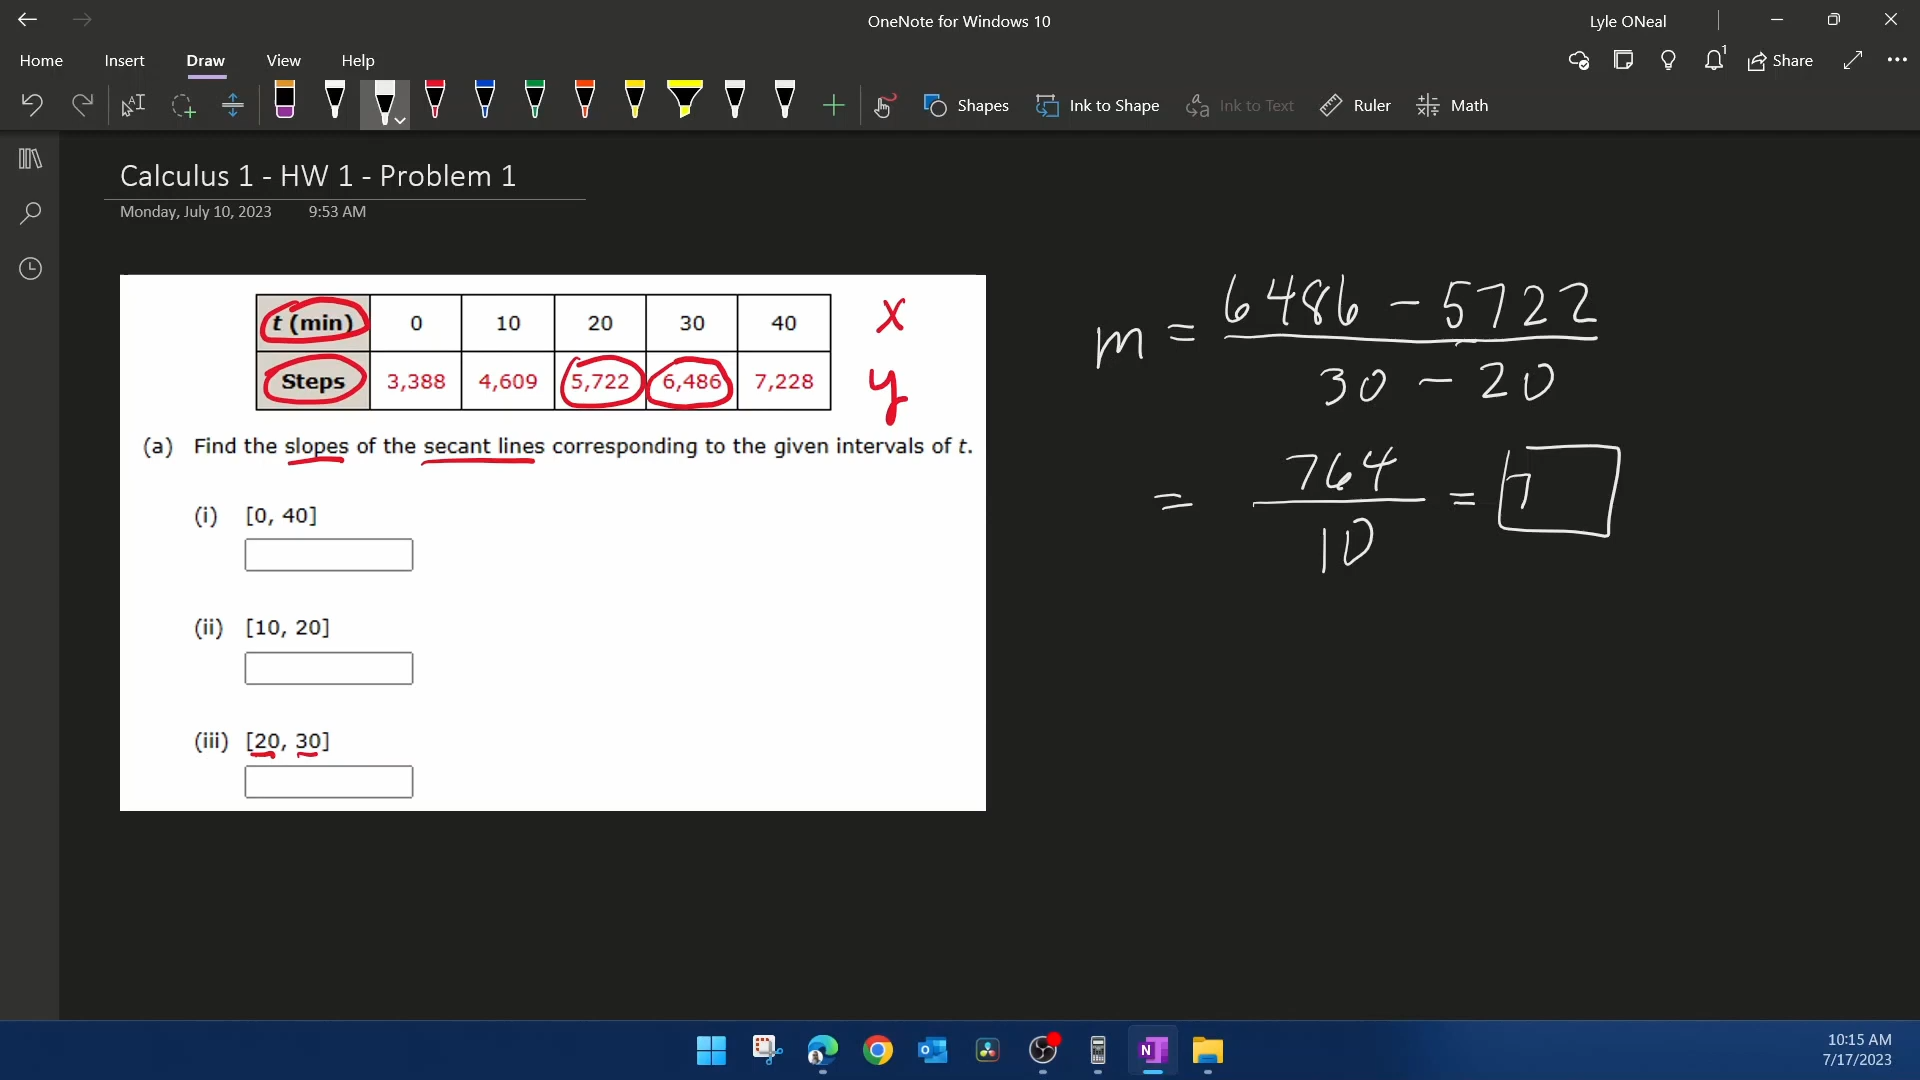 OneNote for Windows 10
Lyle ONeal
Home Insert Draw View Help
1
Share
Shapes Ink to Shape Ink to Text Ruler Math
Calculus 1 - HW 1 - Problem 1
Monday, July 10, 2023 9:53 AM
t (min) 0 10 20 30 40 x
Steps 3,388 4,609 5,722 6,486 7,228 y
(a) Find the slopes of the secant lines corresponding to the given intervals of t.
(i) [0, 40]
(ii) [10, 20]
(iii) [20, 30]
6486 - 5722
m =
30 - 20
764
= = 7
10
10:15 AM
7/17/2023